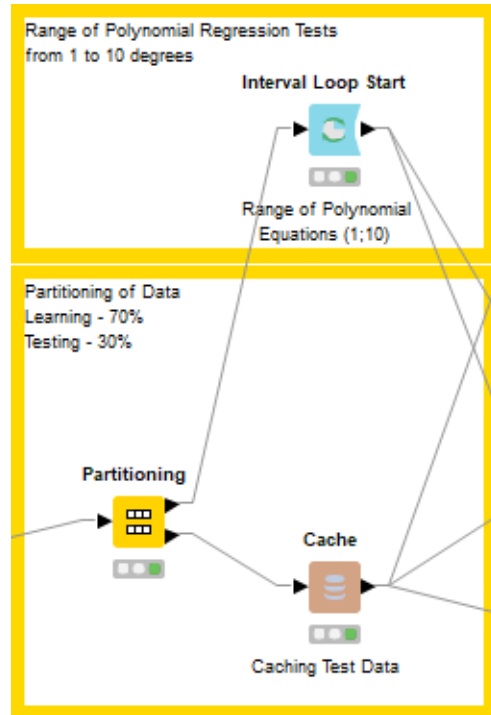 Range of Polynomial Regression Tests
from 1 to 10 degrees
Interval Loop Start
Range of Polynomial
Equations (1;10)
Partitioning of Data
Learning - 70%
Testing - 30%
Partitioning
Cache
Caching Test Data